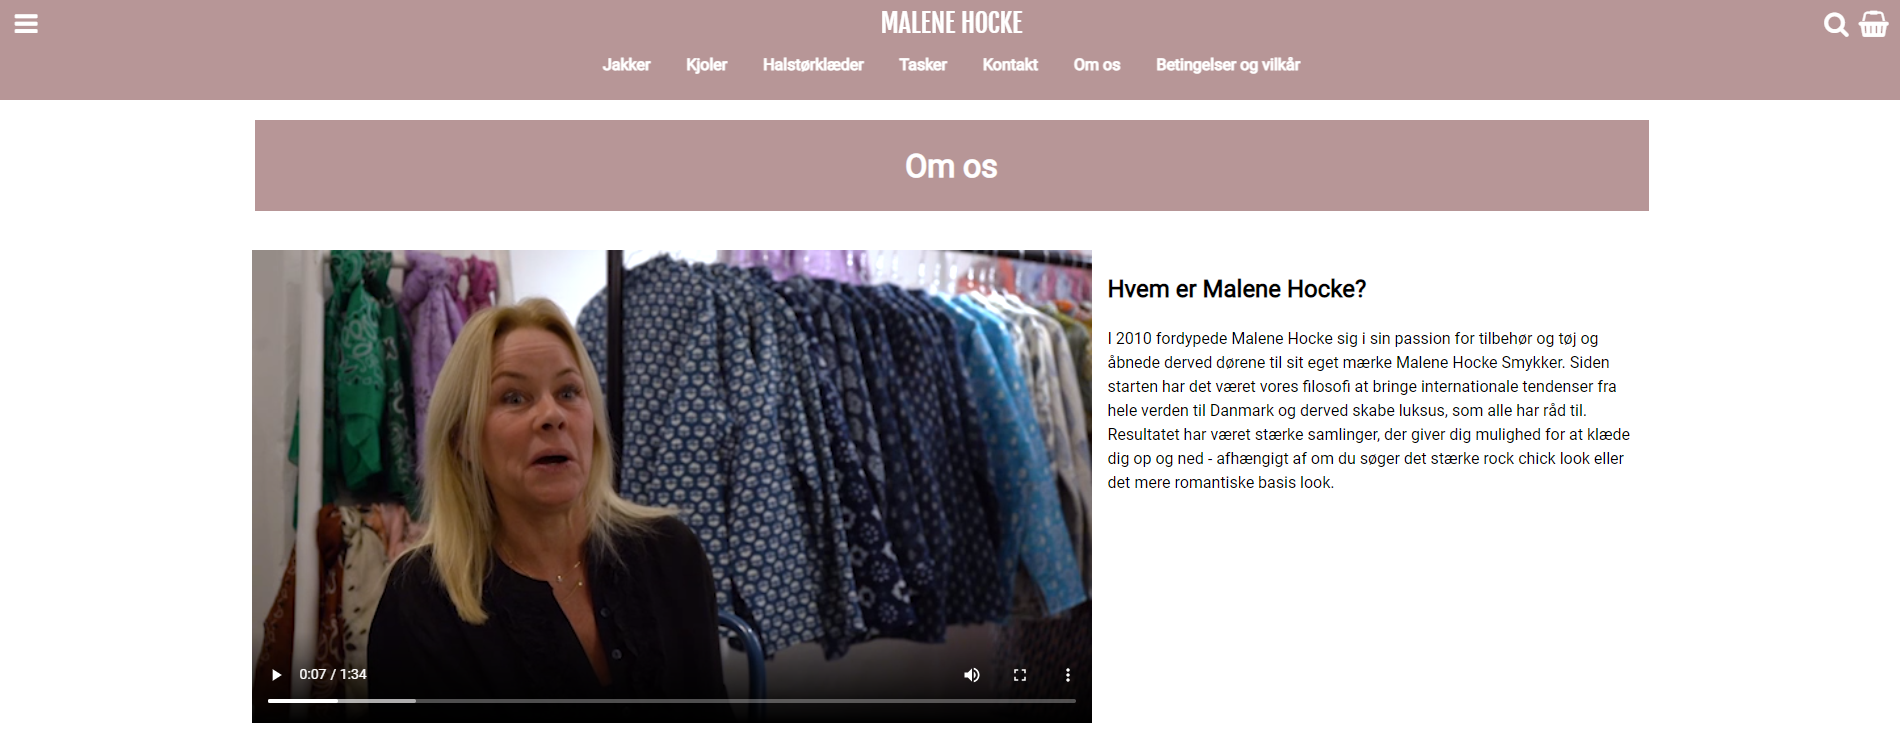 MALENE HOCKE
Jakker Kjoler Halstørklæder Tasker Kontakt Om os Betingelser og vilkår
Om os
Hvem er Malene Hocke?
I 2010 fordypede Malene Hocke sig i sin passion for tilbehør og tøj og
åbnede derved dørene til sit eget mærke Malene Hocke Smykker. Siden
starten har det været vores filosofi at bringe internationale tendenser fra
hele verden til Danmark og derved skabe luksus, som alle har råd til.
Resultatet har været stærke samlinger, der giver dig mulighed for at klæde
dig op og ned - afhængigt af om du søger det stærke rock chick look eller
det mere romantiske basis look.
0:07 / 1:34